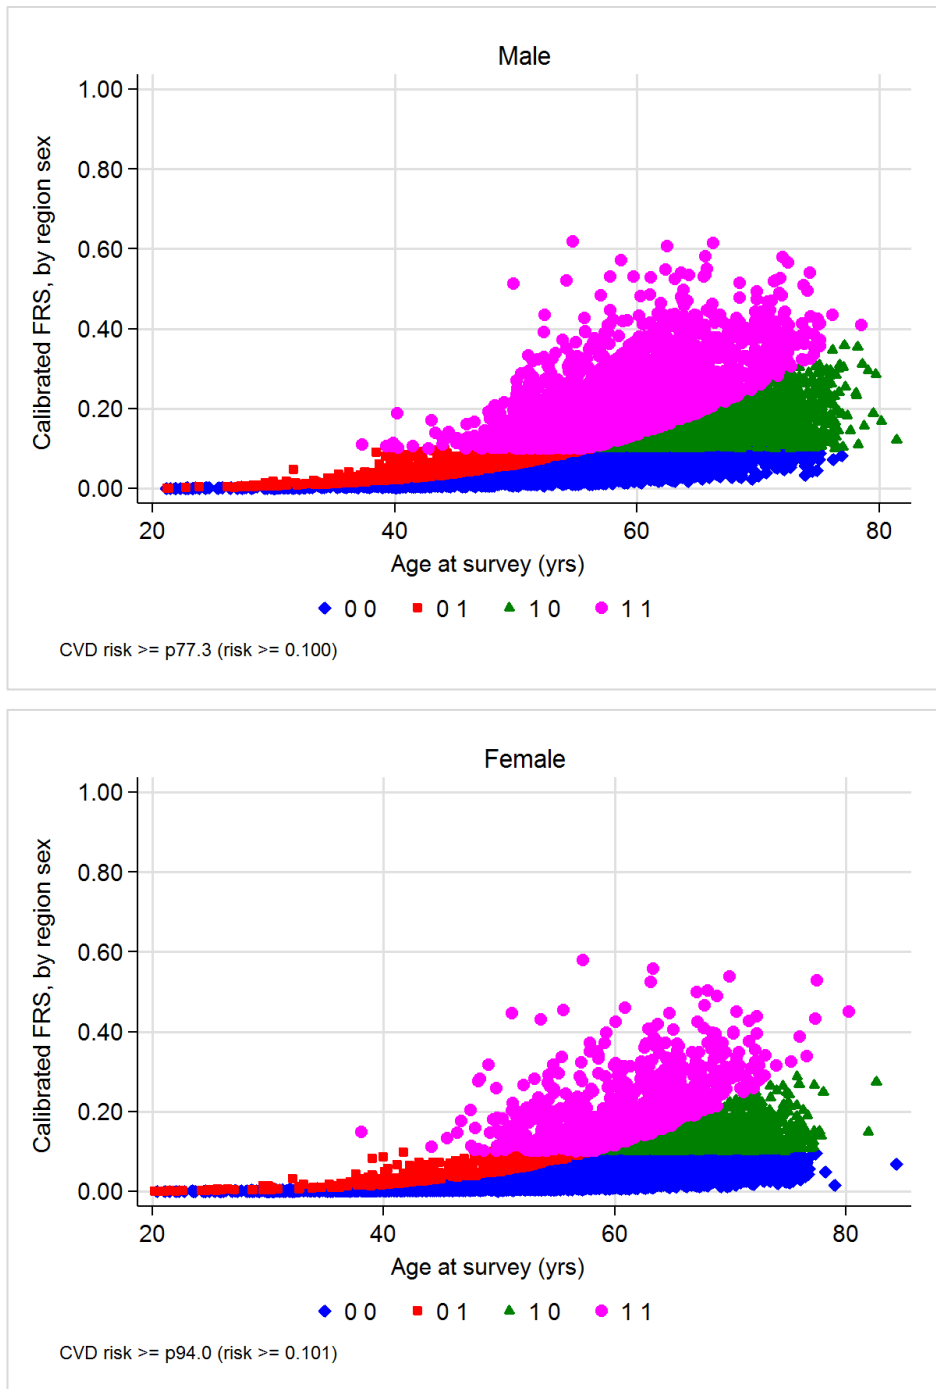 Male
Calibrated FRS, by region sex
1.00
0.80
0.60
0.40
0.20
0.00
20 40 60 80
Age at survey (yrs)
0 0 0 1 1 0 1 1
CVD risk >= p77.3 (risk >= 0.100)
Female
Calibrated FRS, by region sex
1.00
0.80
0.60
0.40
0.20
0.00
20 40 60 80
Age at survey (yrs)
0 0 0 1 1 0 1 1
CVD risk >= p94.0 (risk >= 0.101)